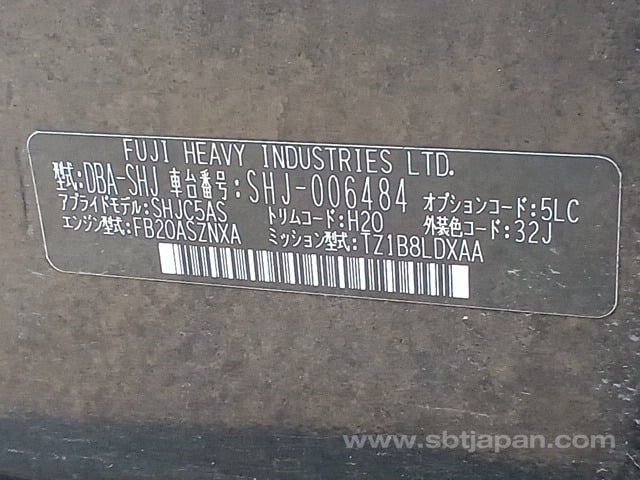 FUJI HEAVY INDUSTRIES LTD.
型式:DBA-SHJ 車台番号:SHJ-006484 オプションコード:5LC
アプライドモデル:SHJC5AS トリムコード:H20 外装色コード:32J
エンジン型式:FB20ASZNXA ミッション型式:TZ1B8LDXAA
www.sbtjapan.com